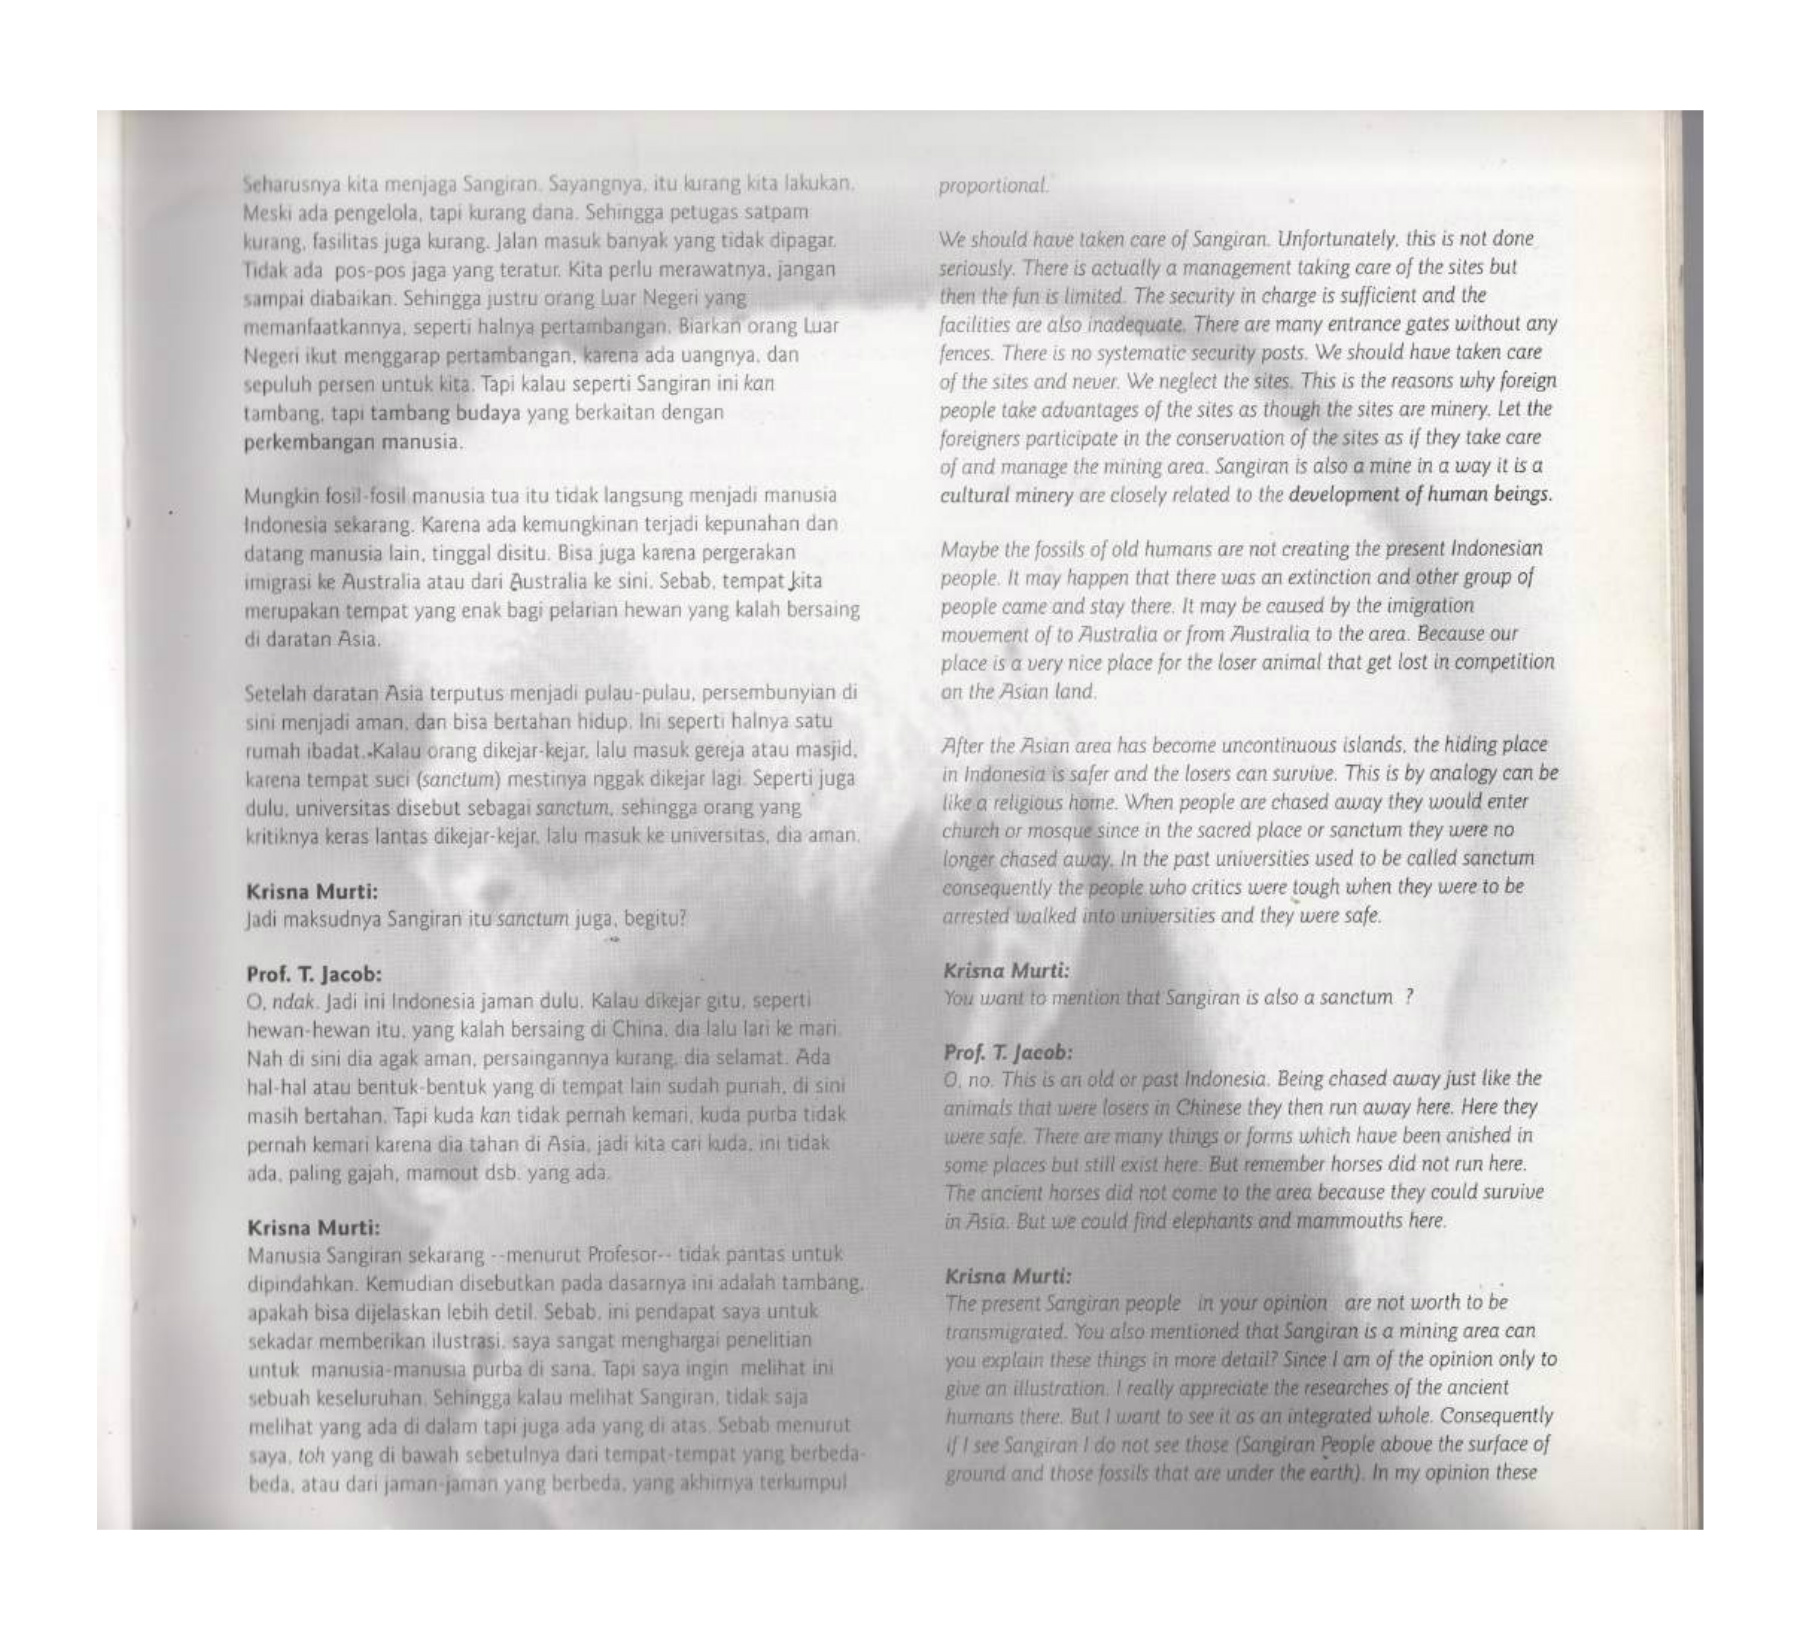 Seharusnya kita menjaga Sangiran. Sayangnya, itu kurang kita lakukan.
Meski ada pengelola, tapi kurang dana. Sehingga petugas satpam
kurang, fasilitas juga kurang. Jalan masuk banyak yang tidak dipagar.
Tidak ada pos-pos jaga yang teratur. Kita perlu merawatnya, jangan
sampai diabaikan. Sehingga justru orang Luar Negeri yang
memanfaatkannya, seperti halnya pertambangan. Biarkan orang Luar
Negeri ikut menggarap pertambangan, karena ada uangnya, dan
sepuluh persen untuk kita. Tapi kalau seperti Sangiran ini kan
tambang, tapi tambang budaya yang berkaitan dengan
perkembangan manusia.
Mungkin fosil-fosil manusia tua itu tidak langsung menjadi manusia
Indonesia sekarang. Karena ada kemungkinan terjadi kepunahan dan
datang manusia lain, tinggal disitu. Bisa juga karena pergerakan
imigrasi ke Australia atau dari Australia ke sini. Sebab, tempat kita
merupakan tempat yang enak bagi pelarian hewan yang kalah bersaing
di daratan Asia.
Setelah daratan Asia terputus menjadi pulau-pulau, persembunyian di
sini menjadi aman, dan bisa bertahan hidup. Ini seperti halnya satu
rumah ibadat. Kalau orang dikejar-kejar, lalu masuk gereja atau masjid,
karena tempat suci (sanctum) mestinya nggak dikejar lagi. Seperti juga
dulu, universitas disebut sebagai sanctum, sehingga orang yang
kritiknya keras lantas dikejar-kejar, lalu masuk ke universitas, dia aman.
Krisna Murti:
Jadi maksudnya Sangiran itu sanctum juga, begitu?
Prof. T. Jacob:
O, ndak. Jadi ini Indonesia jaman dulu. Kalau dikejar gitu, seperti
hewan-hewan itu, yang kalah bersaing di China, dia lalu lari ke mari.
Nah di sini dia agak aman, persaingannya kurang, dia selamat. Ada
hal-hal atau bentuk-bentuk yang di tempat lain sudah punah, di sini
masih bertahan. Tapi kuda kan tidak pernah kemari, kuda purba tidak
pernah kemari karena dia tahan di Asia, jadi kita cari kuda, ini tidak
ada, paling gajah, mamout dsb. yang ada.
Krisna Murti:
Manusia Sangiran sekarang --menurut Profesor-- tidak pantas untuk
dipindahkan. Kemudian disebutkan pada dasarnya ini adalah tambang,
apakah bisa dijelaskan lebih detil. Sebab, ini pendapat saya untuk
sekadar memberikan ilustrasi, saya sangat menghargai penelitian
untuk manusia-manusia purba di sana. Tapi saya ingin melihat ini
sebuah keseluruhan. Sehingga kalau melihat Sangiran, tidak saja
melihat yang ada di dalam tapi juga ada yang di atas. Sebab menurut
saya, toh yang di bawah sebetulnya dari tempat-tempat yang berbeda-
beda, atau dari jaman-jaman yang berbeda, yang akhirnya terkumpul
proportional.
We should have taken care of Sangiran. Unfortunately, this is not done
seriously. There is actually a management taking care of the sites but
then the fun is limited. The security in charge is sufficient and the
facilities are also inadequate. There are many entrance gates without any
fences. There is no systematic security posts. We should have taken care
of the sites and never. We neglect the sites. This is the reasons why foreign
people take advantages of the sites as though the sites are minery. Let the
foreigners participate in the conservation of the sites as if they take care
of and manage the mining area. Sangiran is also a mine in a way it is a
cultural minery are closely related to the development of human beings.
Maybe the fossils of old humans are not creating the present Indonesian
people. It may happen that there was an extinction and other group of
people came and stay there. It may be caused by the imigration
movement of to Australia or from Australia to the area. Because our
place is a very nice place for the loser animal that get lost in competition
on the Asian land.
After the Asian area has become uncontinuous islands, the hiding place
in Indonesia is safer and the losers can survive. This is by analogy can be
like a religious home. When people are chased away they would enter
church or mosque since in the sacred place or sanctum they were no
longer chased away. In the past universities used to be called sanctum
consequently the people who critics were tough when they were to be
arrested walked into universities and they were safe.
Krisna Murti:
You want to mention that Sangiran is also a sanctum ?
Prof. T. Jacob:
O, no. This is an old or past Indonesia. Being chased away just like the
animals that were losers in Chinese they then run away here. Here they
were safe. There are many things or forms which have been anished in
some places but still exist here. But remember horses did not run here.
The ancient horses did not come to the area because they could survive
in Asia. But we could find elephants and mammouths here.
Krisna Murti:
The present Sangiran people in your opinion are not worth to be
transmigrated. You also mentioned that Sangiran is a mining area can
you explain these things in more detail? Since I am of the opinion only to
give an illustration. I really appreciate the researches of the ancient
humans there. But I want to see it as an integrated whole. Consequently
if I see Sangiran I do not see those (Sangiran People above the surface of
ground and those fossils that are under the earth). In my opinion these